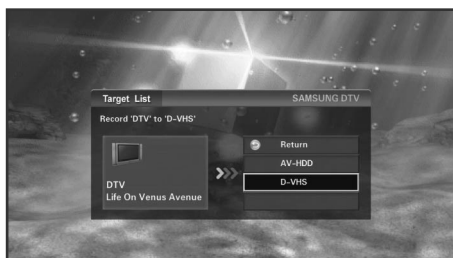 Target List
SAMSUNG DTV
Record 'DTV' to 'D-VHS'
Return
AV-HDD
D-VHS
DTV
Life On Venus Avenue